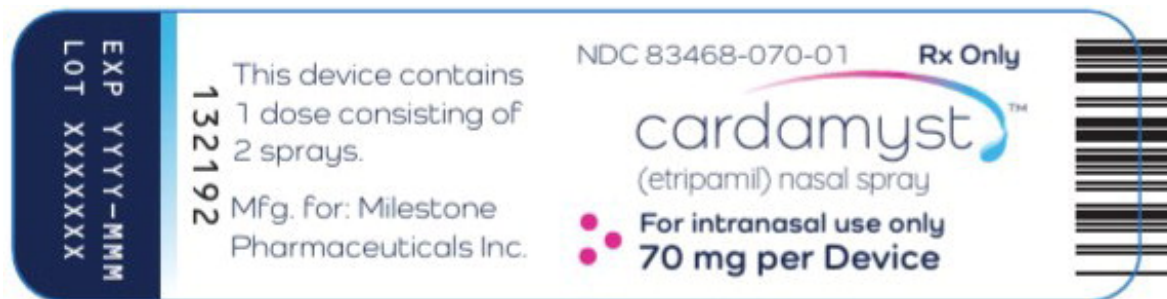 EXP YYYY-MMM
LOT XXXXXXX
132192
This device contains
1 dose consisting of
2 sprays.
Mfg. for: Milestone
Pharmaceuticals Inc.
NDC 83468-070-01 Rx Only
cardamyst™
(etripamil) nasal spray
For intranasal use only
70 mg per Device